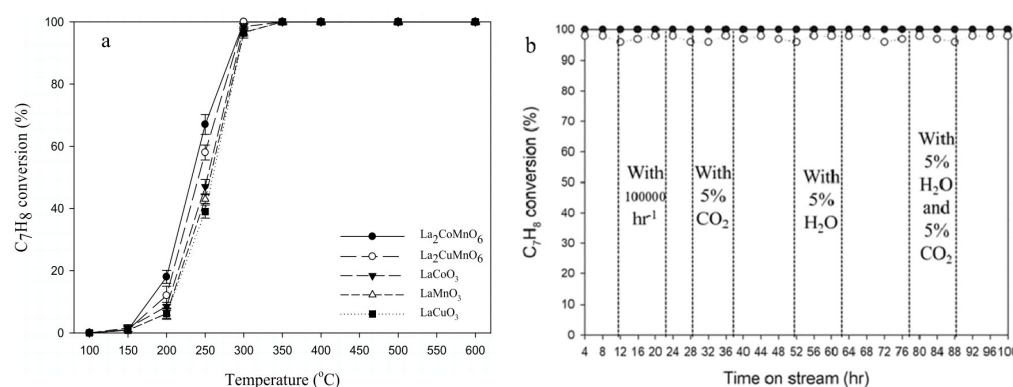 a
C7H8 conversion (%)
100
80
60
40
20
0
La2CoMnO6
La2CuMnO6
LaCoO3
LaMnO3
LaCuO3
100 150 200 250 300 350 400 450 500 550 600
Temperature (°C)
b
C7H8 conversion (%)
100
90
80
70
60
50
40
30
20
10
0
With
100000
hr-1
With
5%
CO2
With
5%
H2O
With
5%
H2O
and
5%
CO2
4 8 12 16 20 24 28 32 36 40 44 48 52 56 60 64 68 72 76 80 84 88 92 96 100
Time on stream (hr)